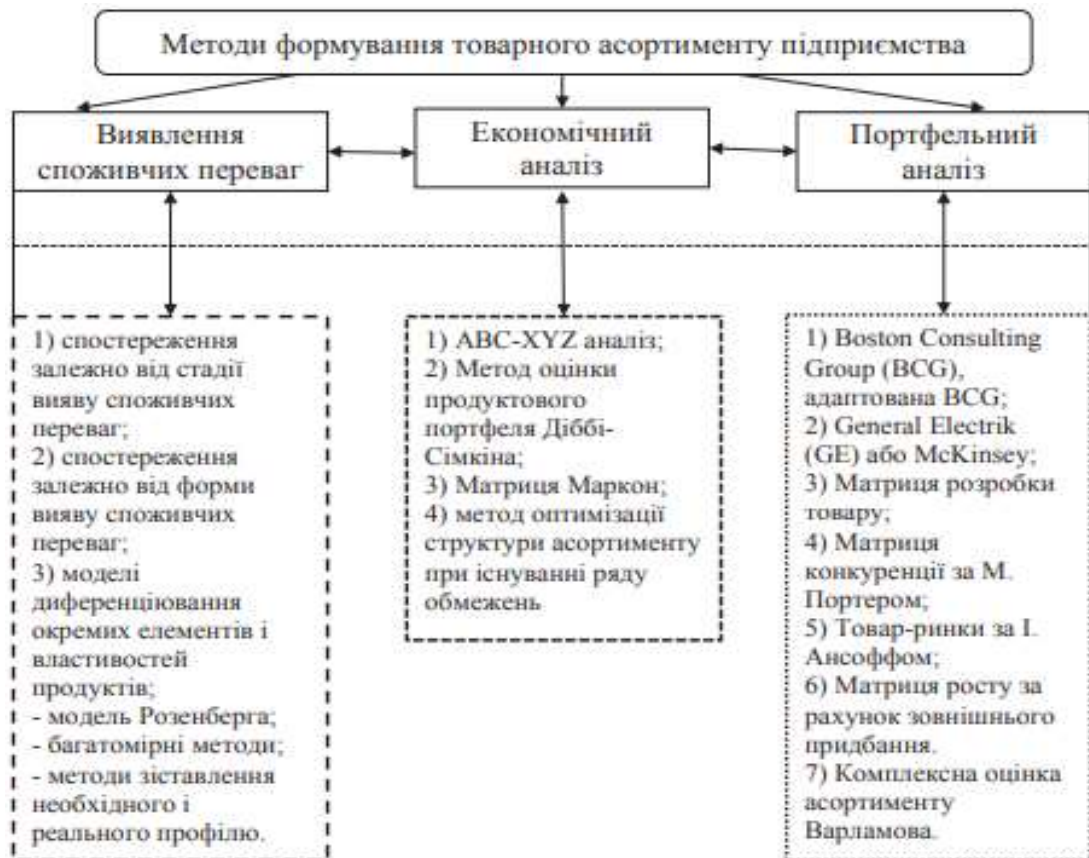 Методи формування товарного асортименту підприємства
Виявлення
споживчих переваг
Економічний
аналіз
Портфельний
аналіз
1) спостереження
залежно від стадії
вияву споживчих
переваг;
2) спостереження
залежно від форми
вияву споживчих
переваг;
3) моделі
диференціювання
окремих елементів і
властивостей
продуктів;
- модель Розенберга;
- багатомірні методи;
- методи зіставлення
необхідного і
реального профілю.
1) ABC-XYZ аналіз;
2) Метод оцінки
продуктового
портфеля Діббі-
Сімкіна;
3) Матриця Маркон;
4) метод оптимізації
структури асортименту
при існуванні ряду
обмежень
1) Boston Consulting
Group (BCG),
адаптована BCG;
2) General Electrik
(GE) або McKinsey;
3) Матриця розробки
товару;
4) Матриця
конкуренції за М.
Портером;
5) Товар-ринки за І.
Ансоффом;
6) Матриця росту за
рахунок зовнішнього
придбання.
7) Комплексна оцінка
асортименту
Варламова.